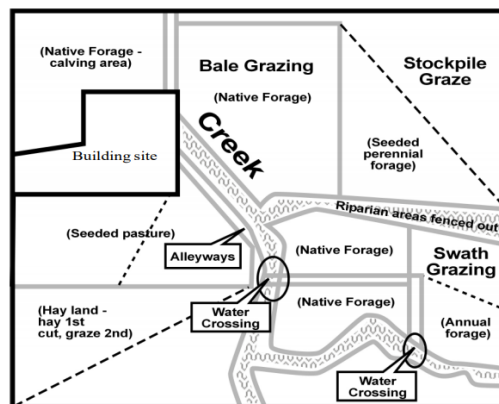 (Native Forage -
calving area)
Bale Grazing
(Native Forage)
Stockpile
Graze
(Seeded
perennial
forage)
Building site
Creek
Riparian areas fenced out
(Seeded pasture)
Alleyways
(Native Forage)
Swath
Grazing
Water
Crossing
(Native Forage)
(Hay land -
hay 1st
cut, graze 2nd)
(Annual
forage)
Water
Crossing